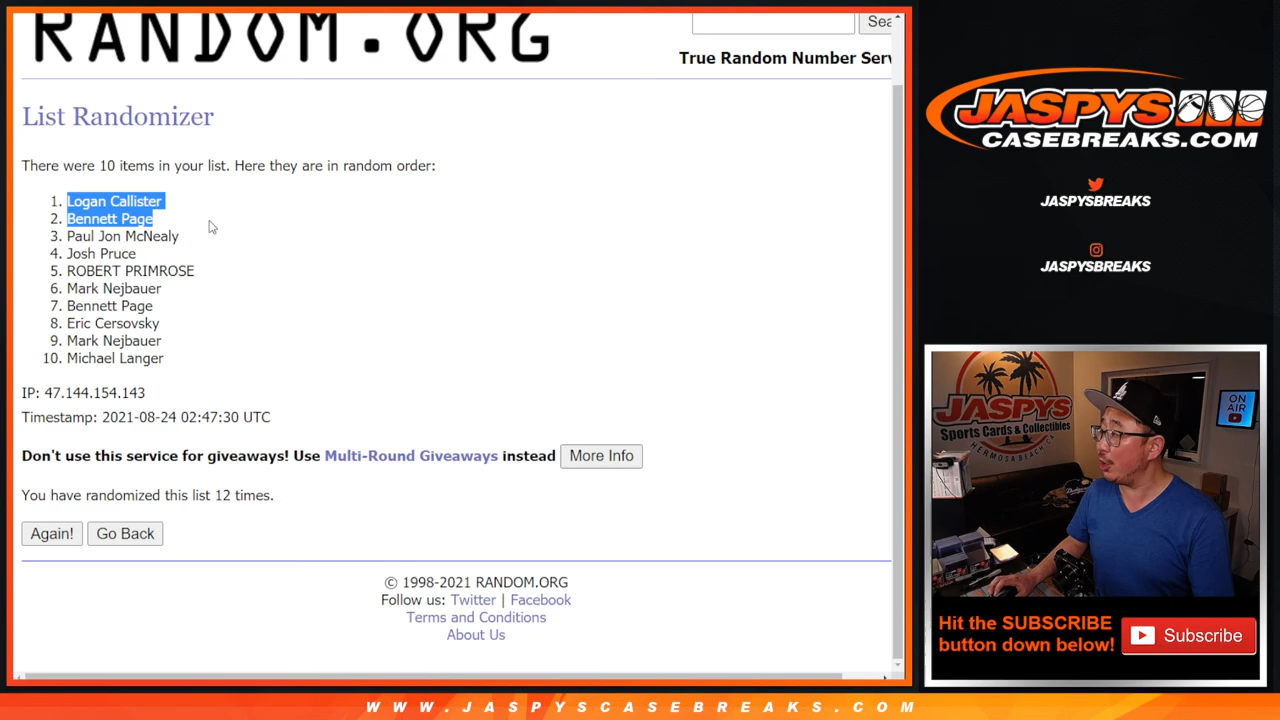 RANDOM.ORG
Sea
True Random Number Serv
List Randomizer
There were 10 items in your list. Here they are in random order:
1. Logan Callister
2. Bennett Page
3. Paul Jon McNealy
4. Josh Pruce
5. ROBERT PRIMROSE
6. Mark Nejbauer
7. Bennett Page
8. Eric Cersovsky
9. Mark Nejbauer
10. Michael Langer
IP: 47.144.154.143
Timestamp: 2021-08-24 02:47:30 UTC
Don't use this service for giveaways! Use Multi-Round Giveaways instead More Info
You have randomized this list 12 times.
Again! Go Back
© 1998-2021 RANDOM.ORG
Follow us: Twitter | Facebook
Terms and Conditions
About Us
JASPYS
CASEBREAKS.COM
JASPYSBREAKS
JASPYSBREAKS
JASPYS
Sports Cards & Collectibles
HERMOSA BEACH
ON
AIR
LA
Hit the SUBSCRIBE
button down below!
Subscribe
WWW.JASPYSCASEBREAKS.COM